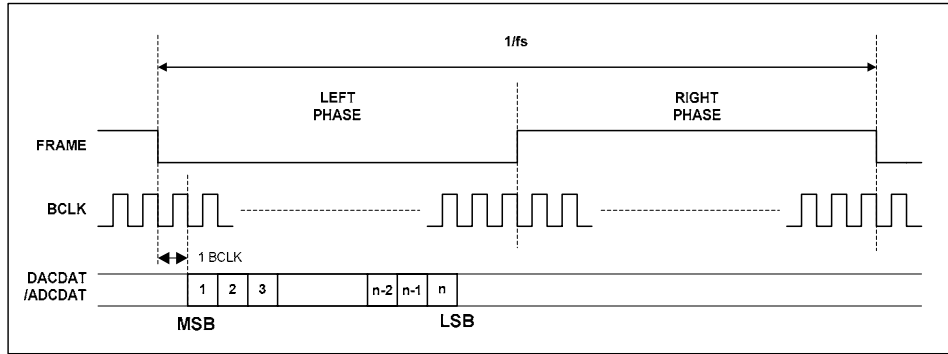 1/fs
LEFT
PHASE
RIGHT
PHASE
FRAME
BCLK
1 BCLK
DACDAT
/ADCDAT
1
2
3
n-2
n-1
n
MSB
LSB